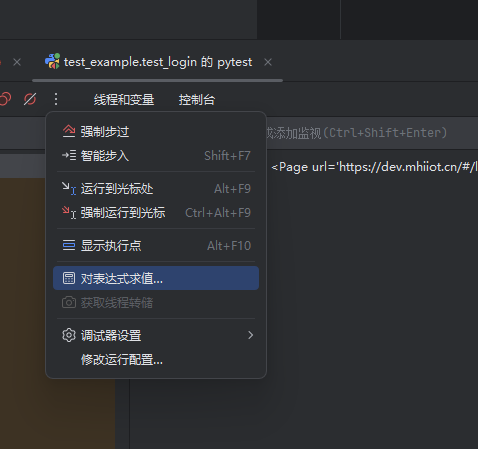 test_example.test_login 的 pytest
线程和变量 控制台
强制步过
添加监视(Ctrl+Shift+Enter)
智能步入 Shift+F7
<Page url='https://dev.mhiiot.cn/#/l
运行到光标处 Alt+F9
强制运行到光标 Ctrl+Alt+F9
显示执行点 Alt+F10
对表达式求值...
获取线程转储
调试器设置
修改运行配置...